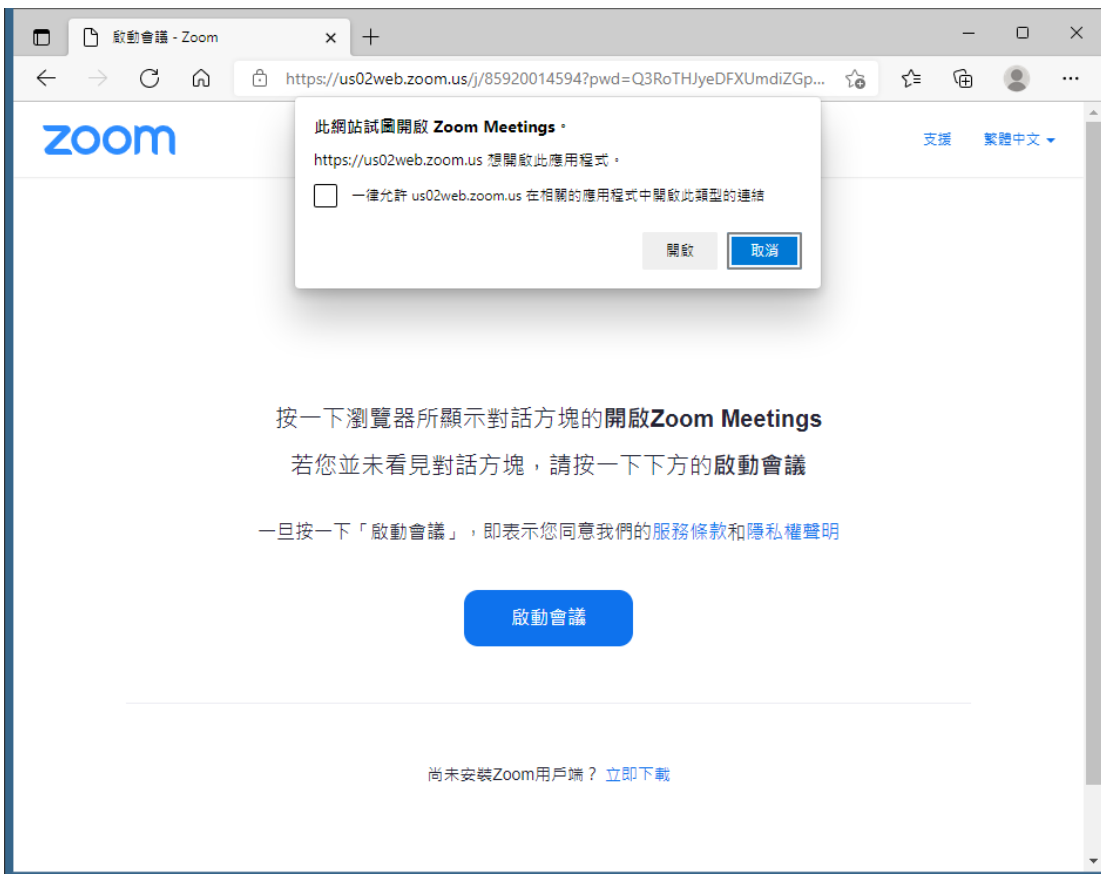 啟動會議 - Zoom
https://us02web.zoom.us/j/85920014594?pwd=Q3RoTHJyeDFXUmdiZGp...
zoom
支援 繁體中文
此網站試圖開啟 Zoom Meetings。
https://us02web.zoom.us 想開啟此應用程式。
一律允許 us02web.zoom.us 在相關的應用程式中開啟此類型的連結
開啟 取消
按一下瀏覽器所顯示對話方塊的開啟Zoom Meetings
若您並未看見對話方塊，請按一下下方的啟動會議
一旦按一下「啟動會議」，即表示您同意我們的服務條款和隱私權聲明
啟動會議
尚未安裝Zoom用戶端？ 立即下載